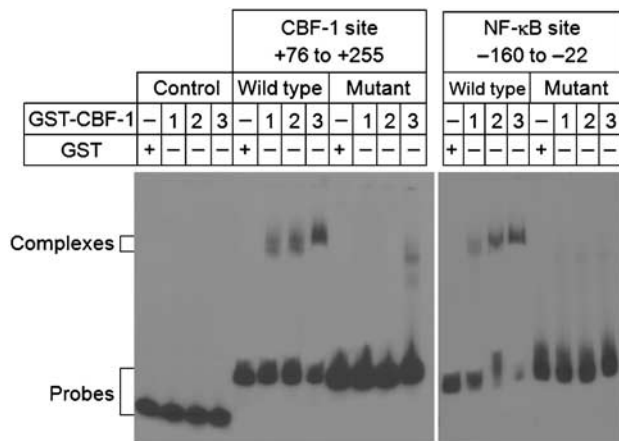 CBF-1 site
+76 to +255
NF-κB site
−160 to −22
Control Wild type Mutant Wild type Mutant
GST-CBF-1 − 1 2 3 − 1 2 3 − 1 2 3 − 1 2 3 − 1 2 3
GST + − − − + − − − + − − − + − − − + − − −
Complexes
Probes